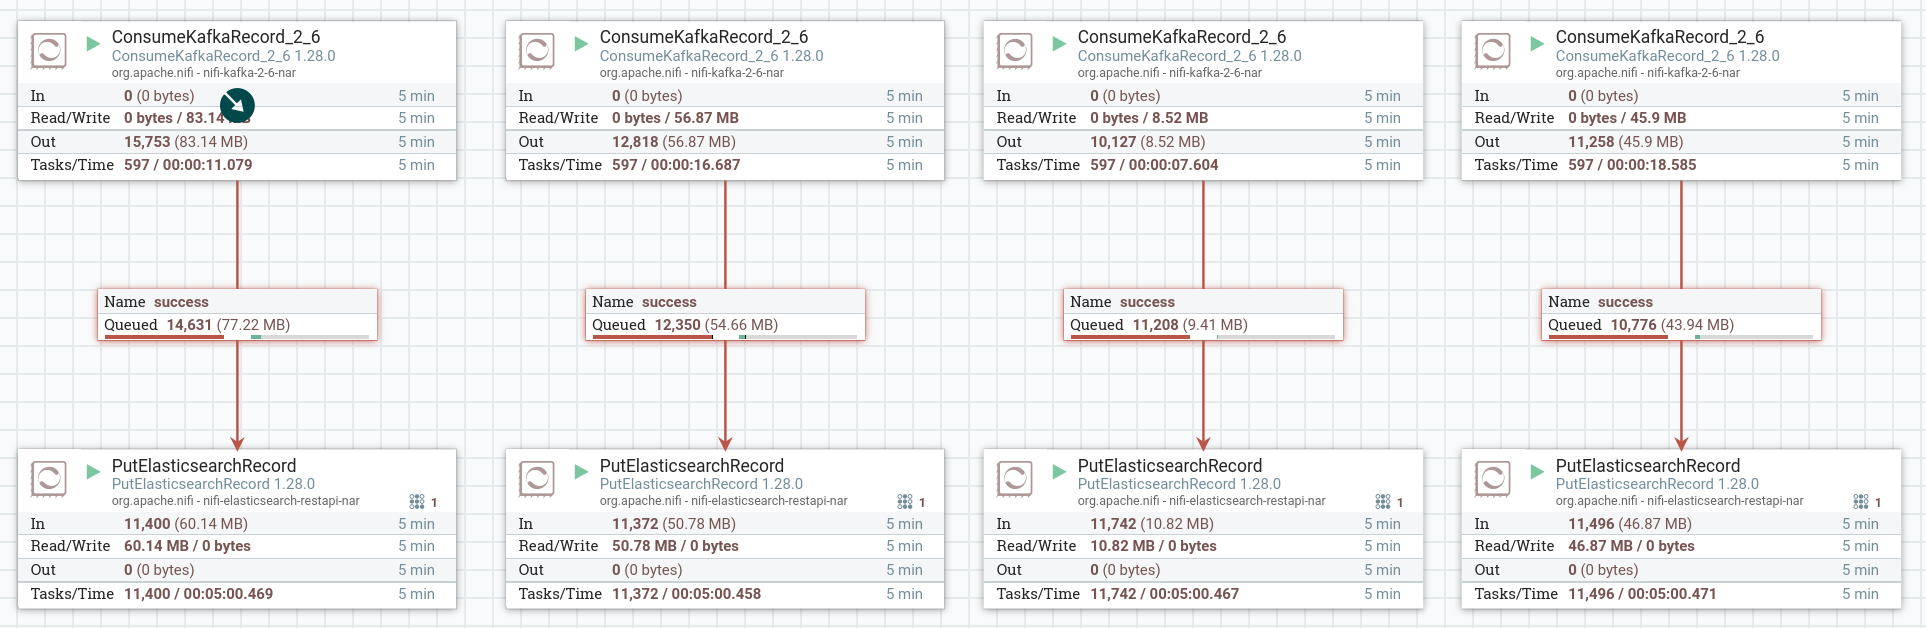 ConsumeKafkaRecord_2_6
ConsumeKafkaRecord_2_6 1.28.0
org.apache.nifi - nifi-kafka-2-6-nar
In 0 (0 bytes) 5 min
Read/Write 0 bytes / 83.14 5 min
Out 15,753 (83.14 MB) 5 min
Tasks/Time 597 / 00:00:11.079 5 min
Name success
Queued 14,631 (77.22 MB)
PutElasticsearchRecord
PutElasticsearchRecord 1.28.0
org.apache.nifi - nifi-elasticsearch-restapi-nar
1
In 11,400 (60.14 MB) 5 min
Read/Write 60.14 MB / 0 bytes 5 min
Out 0 (0 bytes) 5 min
Tasks/Time 11,400 / 00:05:00.469 5 min
ConsumeKafkaRecord_2_6
ConsumeKafkaRecord_2_6 1.28.0
org.apache.nifi - nifi-kafka-2-6-nar
In 0 (0 bytes) 5 min
Read/Write 0 bytes / 56.87 MB 5 min
Out 12,818 (56.87 MB) 5 min
Tasks/Time 597 / 00:00:16.687 5 min
Name success
Queued 12,350 (54.66 MB)
PutElasticsearchRecord
PutElasticsearchRecord 1.28.0
org.apache.nifi - nifi-elasticsearch-restapi-nar
1
In 11,372 (50.78 MB) 5 min
Read/Write 50.78 MB / 0 bytes 5 min
Out 0 (0 bytes) 5 min
Tasks/Time 11,372 / 00:05:00.458 5 min
ConsumeKafkaRecord_2_6
ConsumeKafkaRecord_2_6 1.28.0
org.apache.nifi - nifi-kafka-2-6-nar
In 0 (0 bytes) 5 min
Read/Write 0 bytes / 8.52 MB 5 min
Out 10,127 (8.52 MB) 5 min
Tasks/Time 597 / 00:00:07.604 5 min
Name success
Queued 11,208 (9.41 MB)
PutElasticsearchRecord
PutElasticsearchRecord 1.28.0
org.apache.nifi - nifi-elasticsearch-restapi-nar
1
In 11,742 (10.82 MB) 5 min
Read/Write 10.82 MB / 0 bytes 5 min
Out 0 (0 bytes) 5 min
Tasks/Time 11,742 / 00:05:00.467 5 min
ConsumeKafkaRecord_2_6
ConsumeKafkaRecord_2_6 1.28.0
org.apache.nifi - nifi-kafka-2-6-nar
In 0 (0 bytes) 5 min
Read/Write 0 bytes / 45.9 MB 5 min
Out 11,258 (45.9 MB) 5 min
Tasks/Time 597 / 00:00:18.585 5 min
Name success
Queued 10,776 (43.94 MB)
PutElasticsearchRecord
PutElasticsearchRecord 1.28.0
org.apache.nifi - nifi-elasticsearch-restapi-nar
1
In 11,496 (46.87 MB) 5 min
Read/Write 46.87 MB / 0 bytes 5 min
Out 0 (0 bytes) 5 min
Tasks/Time 11,496 / 00:05:00.471 5 min